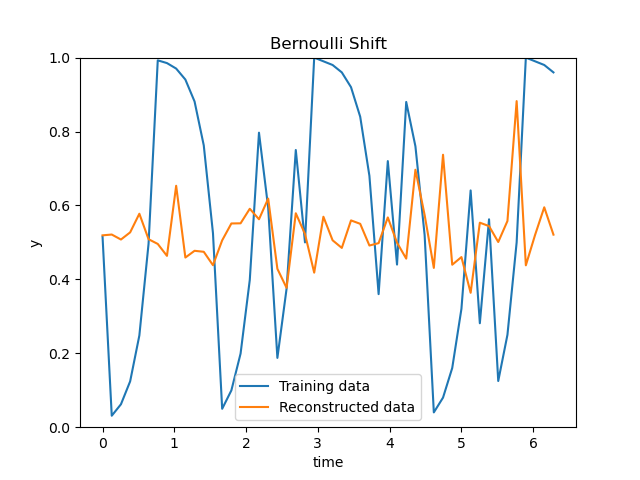 Bernoulli Shift
1.0
0.8
0.6
0.4
0.2
0.0
y
0 1 2 3 4 5 6
time
Training data
Reconstructed data